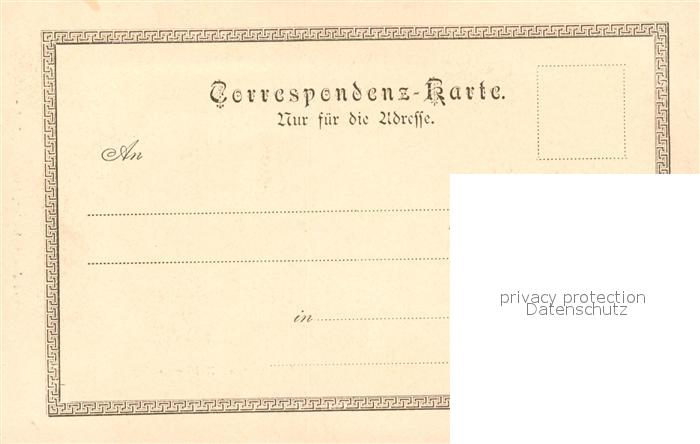 Correspondenz-Karte.
Nur für die Adresse.
An
in
privacy protection
Datenschutz